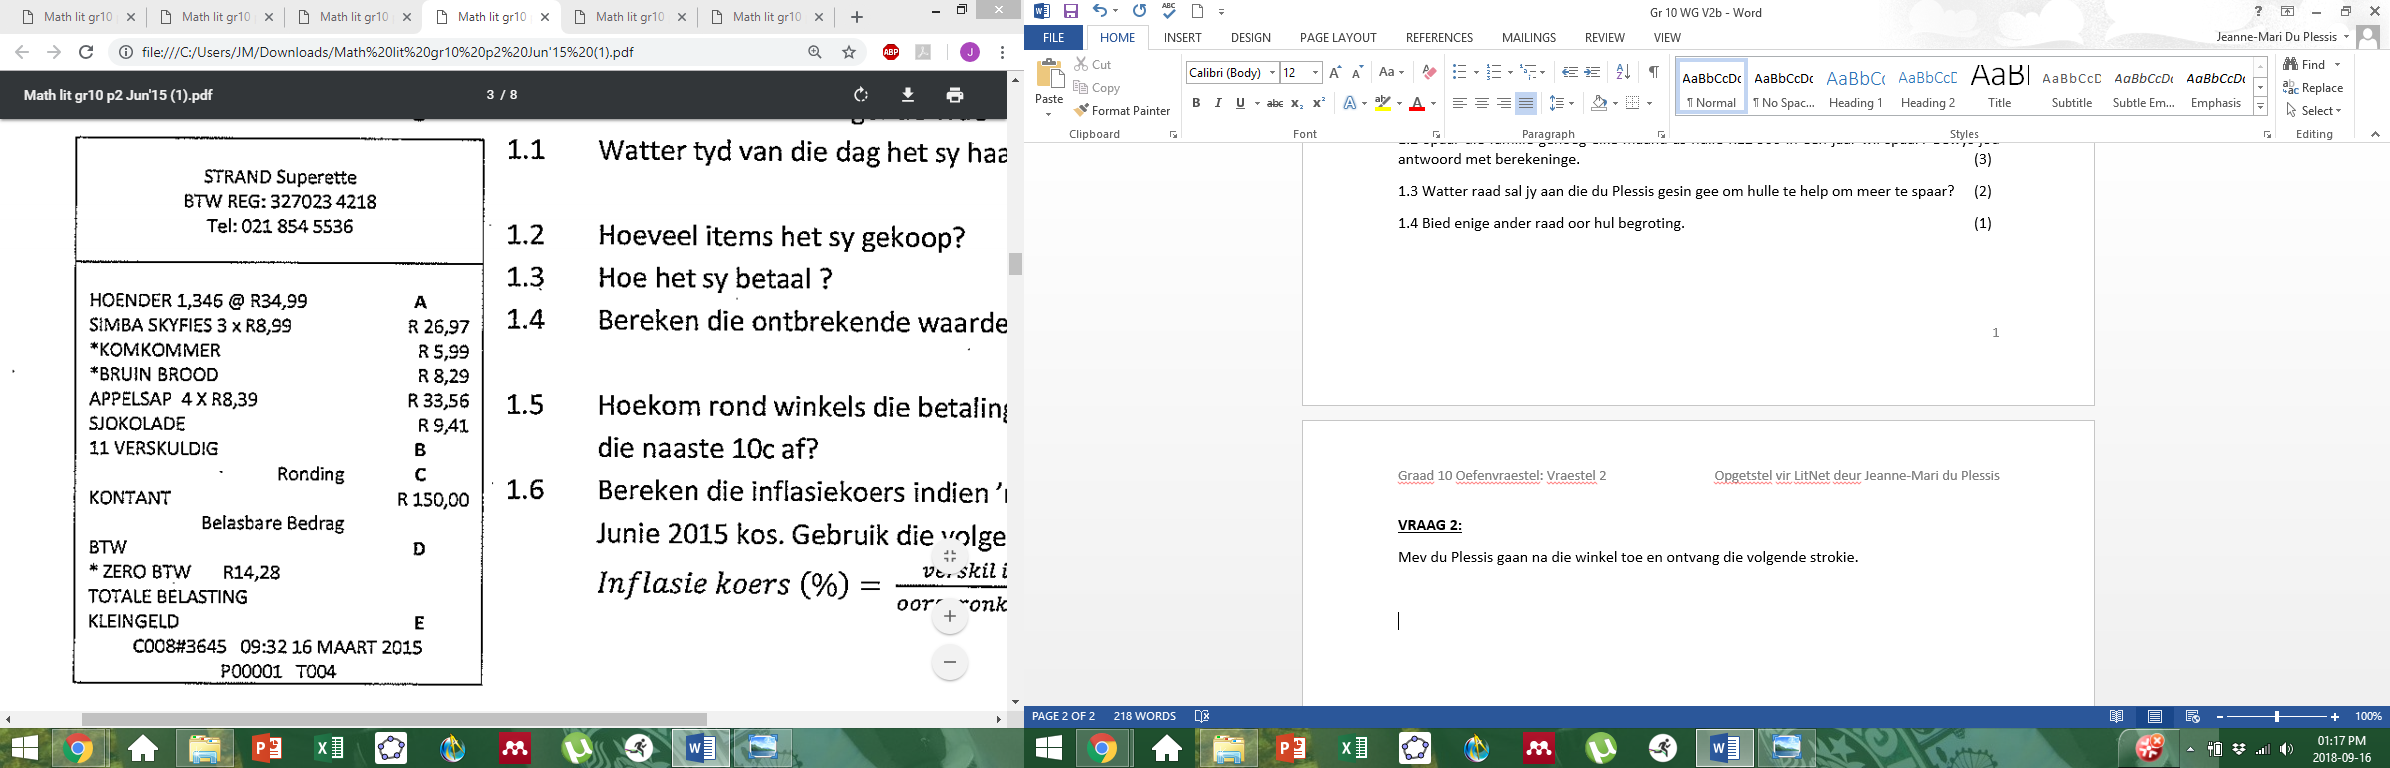 Math lit gr10
Math lit gr10
Math lit gr10
Math lit gr10
Math lit gr10
Math lit gr10
file:///C:/Users/JM/Downloads/Math%20lit%20gr10%20p2%20Jun'15%20(1).pdf
ABP
J
Math lit gr10 p2 Jun'15 (1).pdf
3 / 8
STRAND Superette
BTW REG: 327023 4218
Tel: 021 854 5536
HOENDER 1,346 @ R34,99 A
SIMBA SKYFIES 3 x R8,99 R 26,97
*KOMKOMMER R 5,99
*BRUIN BROOD R 8,29
APPELSAP 4 X R8,39 R 33,56
SJOKOLADE R 9,41
11 VERSKULDIG B
Ronding C
KONTANT R 150,00
Belasbare Bedrag
BTW D
* ZERO BTW R14,28
TOTALE BELASTING
KLEINGELD E
C008#3645 09:32 16 MAART 2015
P00001 T004
1.1 Watter tyd van die dag het sy
1.2 Hoeveel items het sy gekoop?
1.3 Hoe het sy betaal ?
1.4 Bereken die ontbrekende waarde
1.5 Hoekom rond winkels die
die naaste 10c af?
1.6 Bereken die inflasiekoers indien
Junie 2015 kos. Gebruik die
Inflasie koers (%) =
Gr 10 WG V2b - Word
FILE HOME INSERT DESIGN PAGE LAYOUT REFERENCES MAILINGS REVIEW VIEW
Jeanne-Mari Du Plessis
Paste
Cut
Copy
Format Painter
Clipboard
Calibri (Body) 12
Font
Paragraph
AaBbCcDc AaBbCcDc AaBbC AaBbCcD AaBl AaBbCcD AaBbCcDc AaBbCcDc
¶ Normal ¶ No Spac... Heading 1 Heading 2 Title Subtitle Subtle Em... Emphasis
Styles
Find
Replace
Select
Editing
antwoord met berekeninge. (3)
1.3 Watter raad sal jy aan die du Plessis gesin gee om hulle te help om meer te spaar? (2)
1.4 Bied enige ander raad oor hul begroting. (1)
1
Graad 10 Oefenvraestel: Vraestel 2 Opgetstel vir LitNet deur Jeanne-Mari du Plessis
VRAAG 2:
Mev du Plessis gaan na die winkel toe en ontvang die volgende strokie.
PAGE 2 OF 2 218 WORDS
100%
01:17 PM
2018-09-16